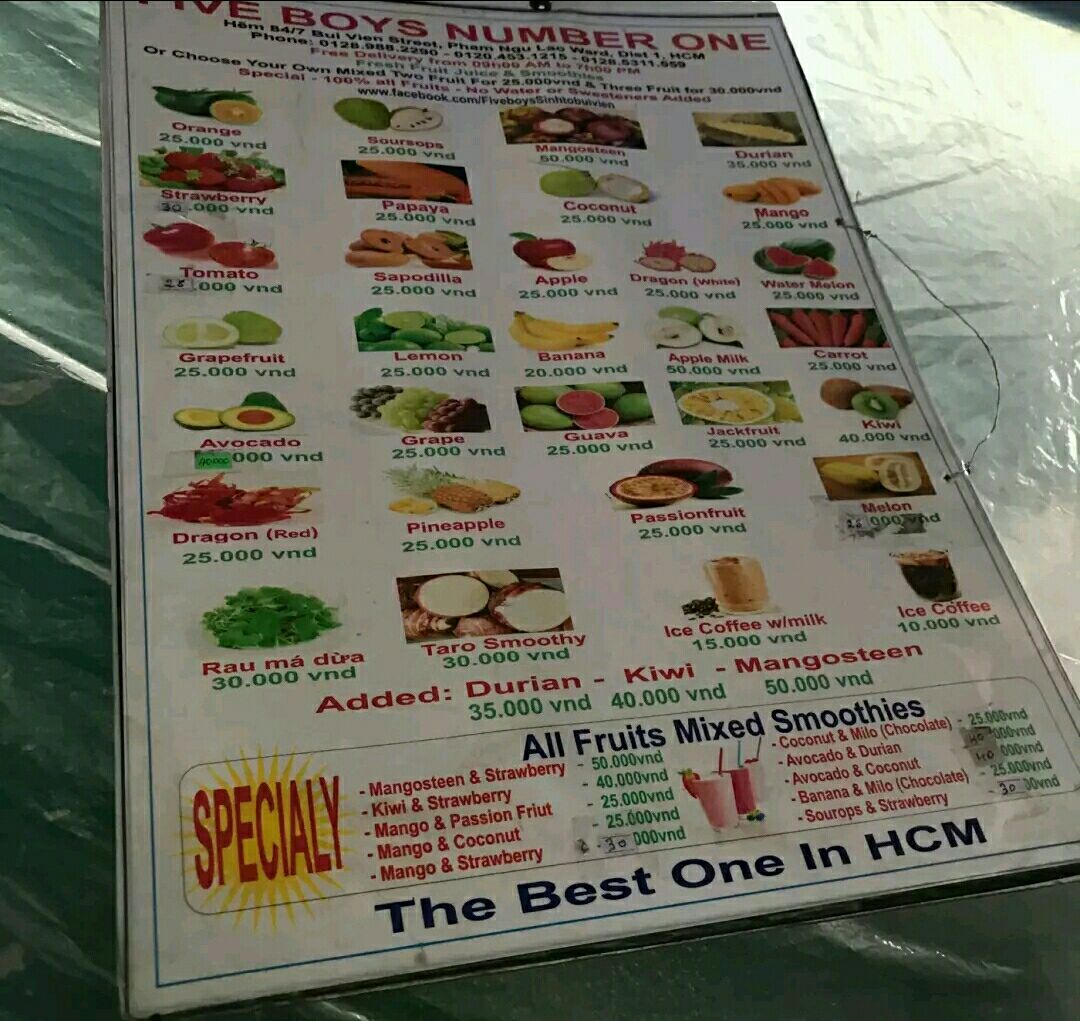 FIVE BOYS NUMBER ONE
Hẻm 84/7 Bui Vien Street, Pham Ngu Lao Ward, Dist 1, HCM
Phone: 0128.988.2290 - 0120.453.1215 - 0128.5311.959
Free Delivery from 09h00 AM to 7h00 PM
Fresh Fruit Juice & Smoothies
Or Choose Your Own Mixed Two Fruit For 25.000vnd & Three Fruit for 30.000vnd
Special - 100% all Fruits - No Water or Sweeteners Added
www.facebook.com/FiveboysSinhtobuivien
Orange Soursops Mangosteen Durian
25.000 vnd 25.000 vnd 50.000 vnd 35.000 vnd
Strawberry Papaya Coconut Mango
30.000 vnd 25.000 vnd 25.000 vnd 25.000 vnd
Tomato Sapodilla Apple Dragon (White) Water Melon
25.000 vnd 25.000 vnd 25.000 vnd 25.000 vnd
Grapefruit Lemon Banana Apple Milk Carrot
25.000 vnd 25.000 vnd 20.000 vnd 50.000 vnd 25.000 vnd
Avocado Grape Guava Jackfruit Kiwi
40.000 000 vnd 25.000 vnd 25.000 vnd 25.000 vnd 40.000 vnd
Dragon (Red) Pineapple Passionfruit Melon
25.000 vnd 25.000 vnd 25.000 vnd 000 vnd
Rau má dừa Taro Smoothy Ice Coffee w/milk Ice Coffee
30.000 vnd 30.000 vnd 15.000 vnd 10.000 vnd
Added: Durian - Kiwi - Mangosteen
35.000 vnd 40.000 vnd 50.000 vnd
All Fruits Mixed Smoothies
SPECIALY
- Mangosteen & Strawberry - 50.000vnd
- Kiwi & Strawberry - 40.000vnd
- Mango & Passion Friut - 25.000vnd
- Mango & Coconut - 25.000vnd
- Mango & Strawberry - 30 000vnd
- Coconut & Milo (Chocolate) - 25.000vnd
- Avocado & Durian 40 000vnd
- Avocado & Coconut 40 000vnd
- Banana & Milo (Chocolate) - 25.000vnd
- Sourops & Strawberry - 30 00vnd
The Best One In HCM